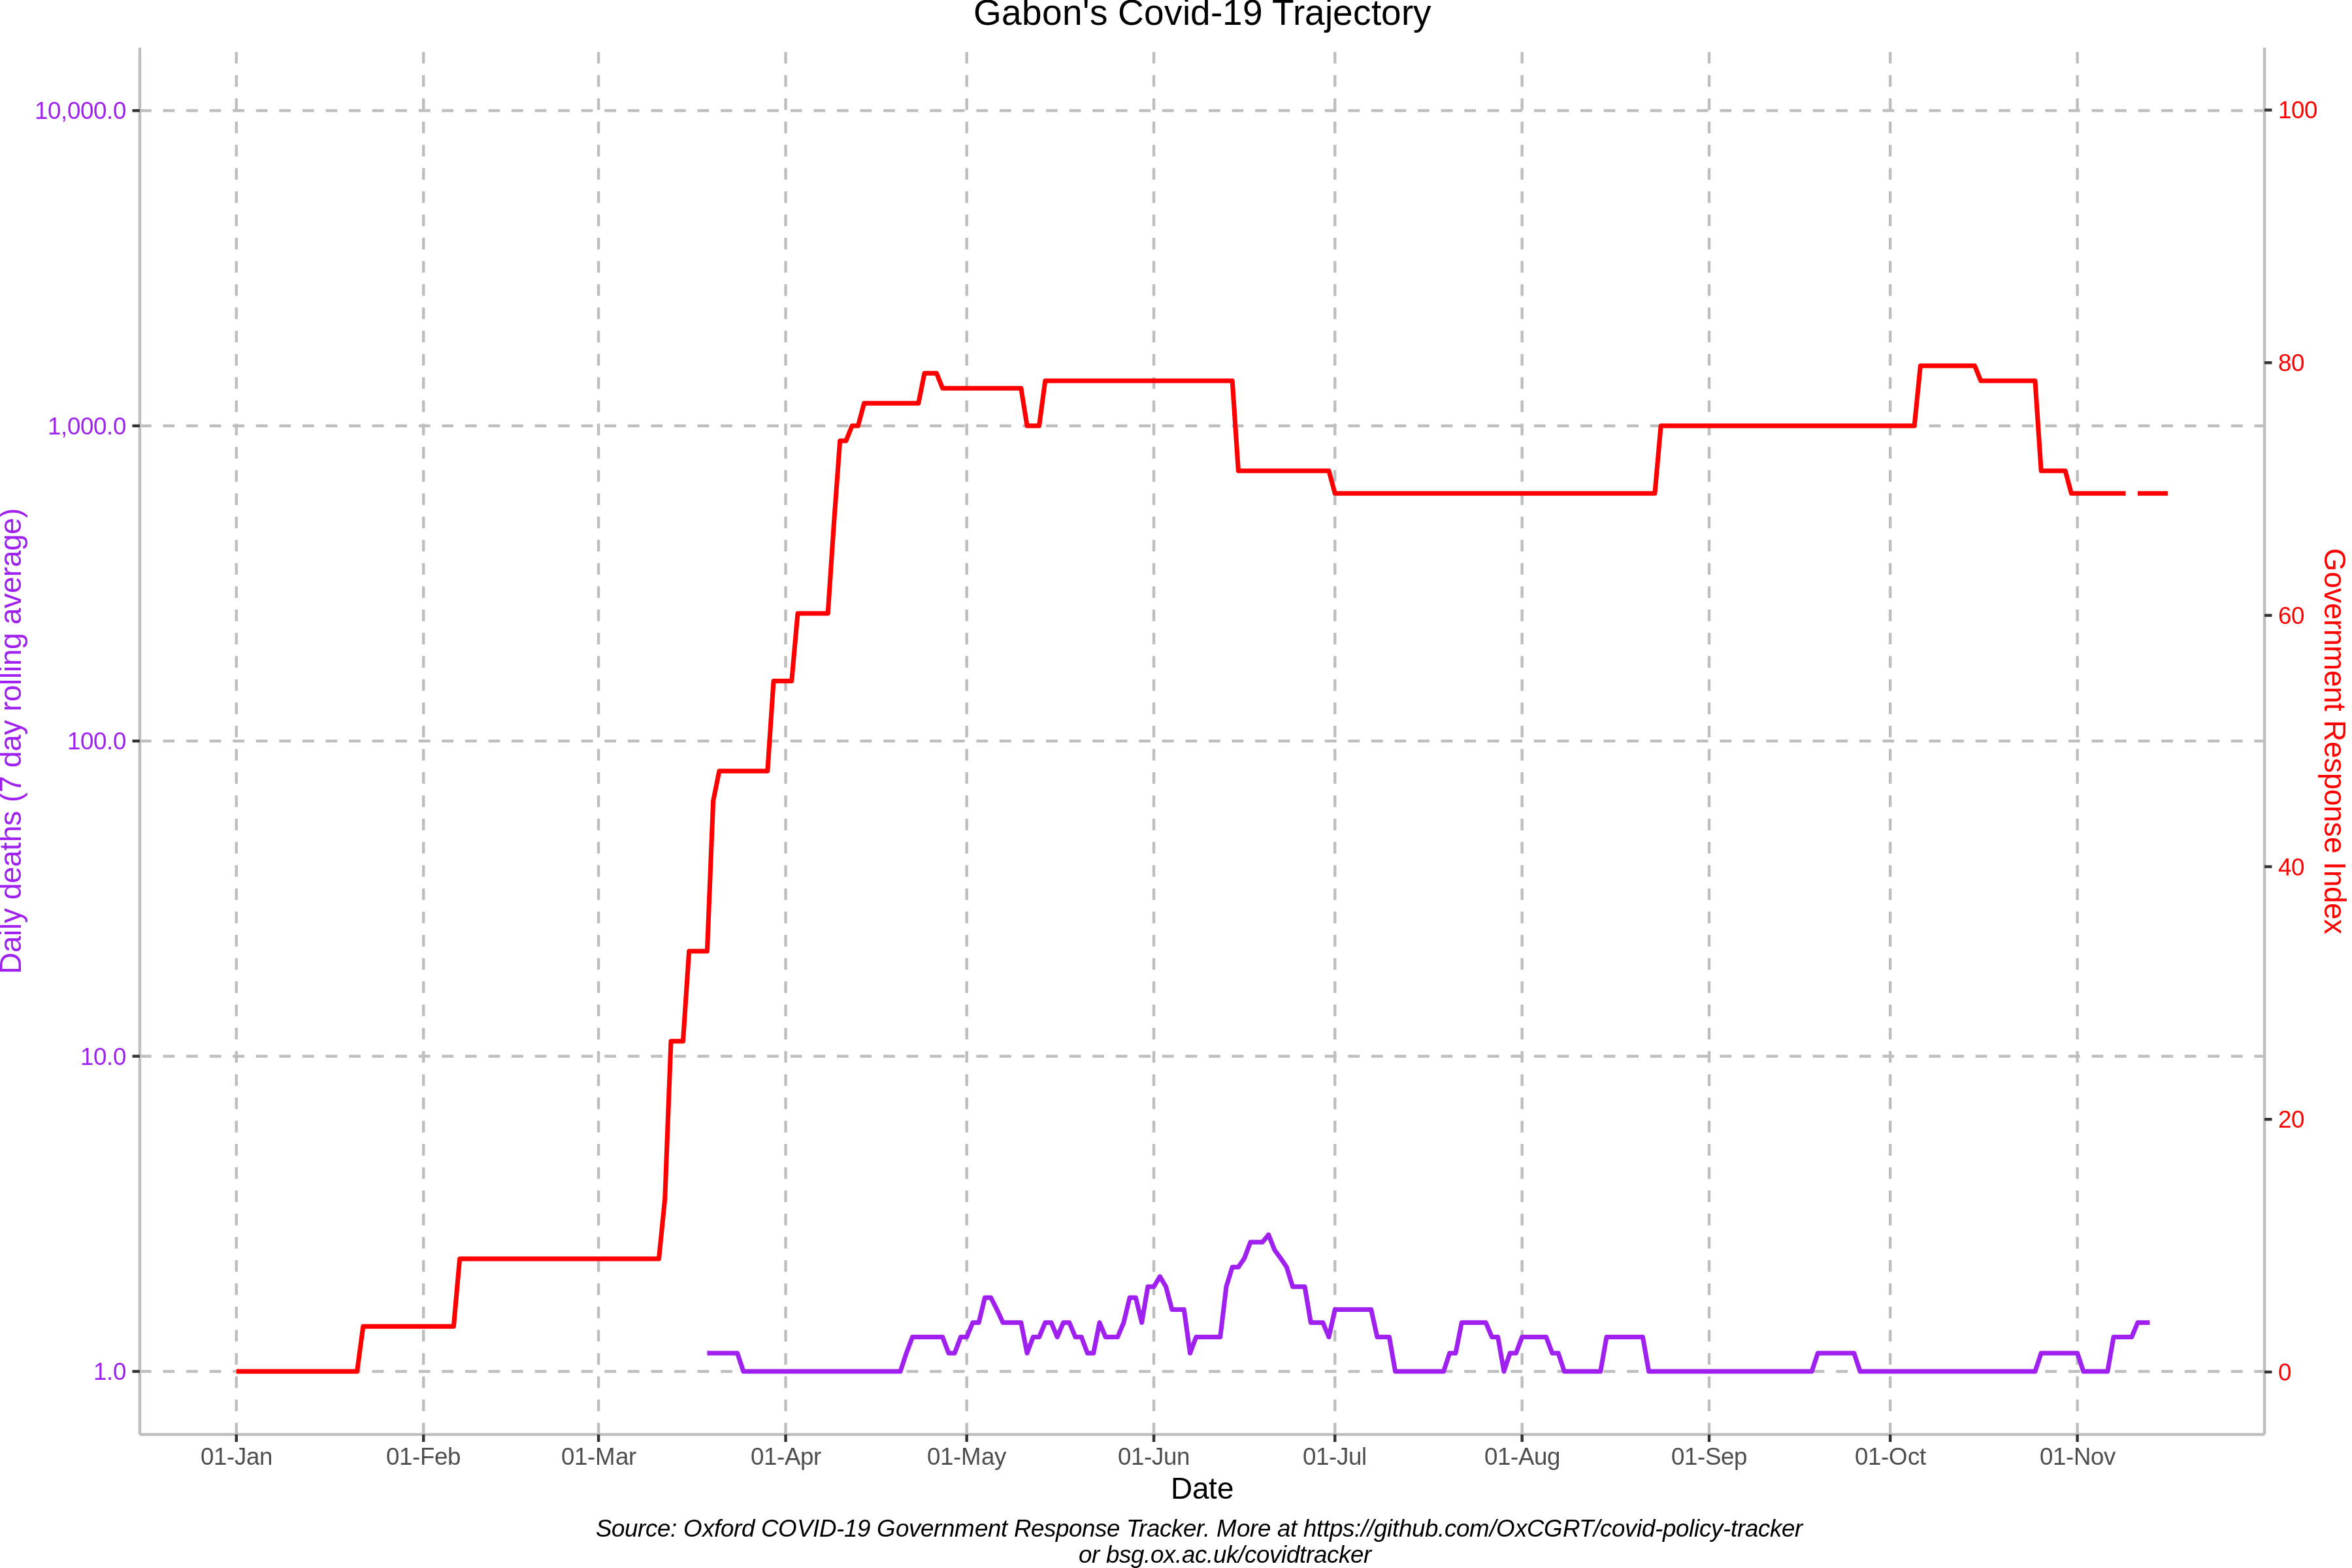 Gabon's Covid-19 Trajectory
10,000.0
1,000.0
100.0
10.0
1.0
Daily deaths (7 day rolling average)
100
80
60
40
20
0
Government Response Index
01-Jan 01-Feb 01-Mar 01-Apr 01-May 01-Jun 01-Jul 01-Aug 01-Sep 01-Oct 01-Nov
Date
Source: Oxford COVID-19 Government Response Tracker. More at https://github.com/OxCGRT/covid-policy-tracker
or bsg.ox.ac.uk/covidtracker